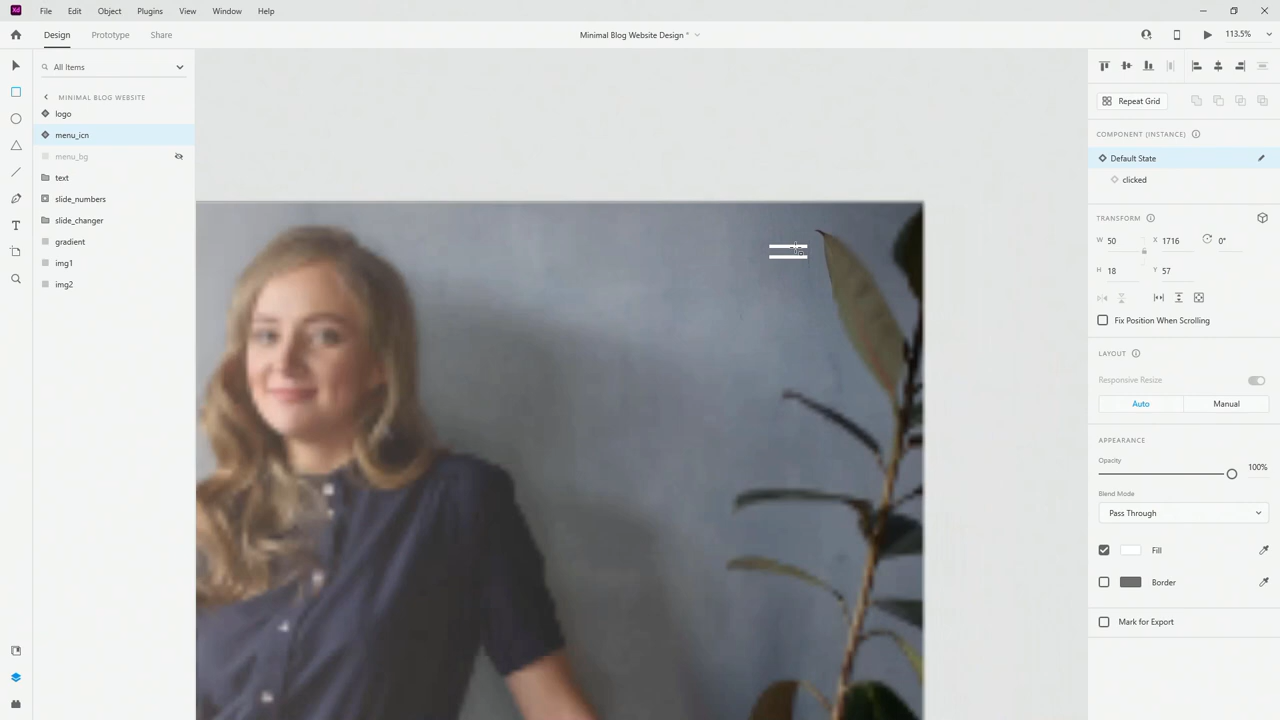 Xd File Edit Object Plugins View Window Help
Design Prototype Share Minimal Blog Website Design * 113.5%
All Items
MINIMAL BLOG WEBSITE
logo
menu_icn
menu_bg
text
slide_numbers
slide_changer
gradient
img1
img2
T
Repeat Grid
COMPONENT (INSTANCE)
Default State
clicked
TRANSFORM
W 50 X 1716 0°
H 18 Y 57
Fix Position When Scrolling
LAYOUT
Responsive Resize
Auto Manual
APPEARANCE
Opacity
100%
Blend Mode
Pass Through
Fill
Border
Mark for Export